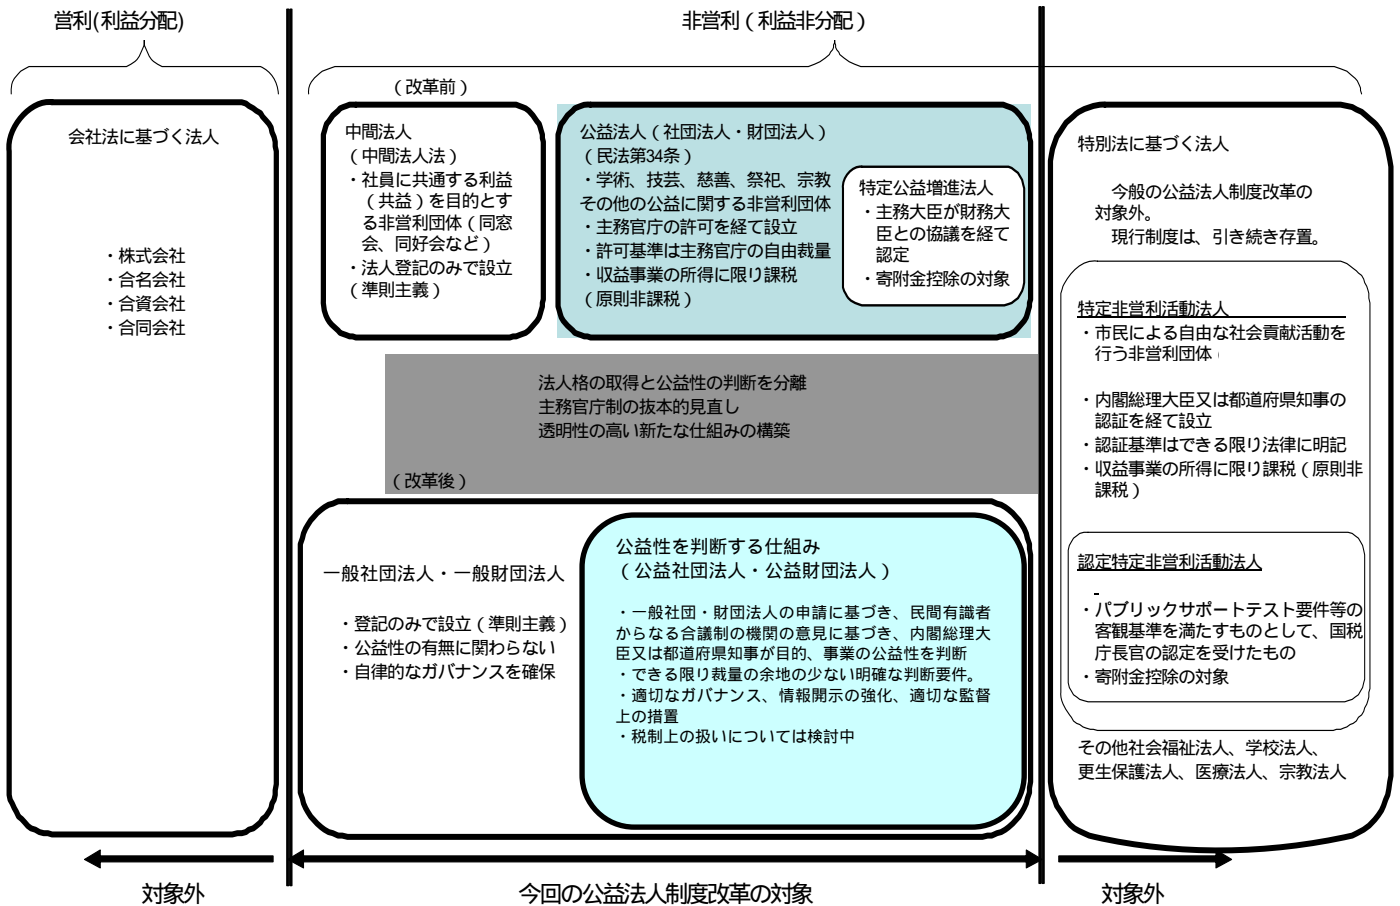 営利(利益分配)
非営利（利益非分配）
会社法に基づく法人
・株式会社
・合名会社
・合資会社
・合同会社
（改革前）
中間法人
（中間法人法）
・社員に共通する利益
（共益）を目的とす
る非営利団体（同窓
会、同好会など）
・法人登記のみで設立
（準則主義）
公益法人（社団法人・財団法人）
（民法第34条）
・学術、技芸、慈善、祭祀、宗教
その他の公益に関する非営利団体
・主務官庁の許可を経て設立
・許可基準は主務官庁の自由裁量
・収益事業の所得に限り課税
（原則非課税）
特定公益増進法人
・主務大臣が財務大
臣との協議を経て
認定
・寄附金控除の対象
法人格の取得と公益性の判断を分離
主務官庁制の抜本的見直し
透明性の高い新たな仕組みの構築
（改革後）
一般社団法人・一般財団法人
・登記のみで設立（準則主義）
・公益性の有無に関わらない
・自律的なガバナンスを確保
公益性を判断する仕組み
（公益社団法人・公益財団法人）
・一般社団・財団法人の申請に基づき、民間有識者
からなる合議制の機関の意見に基づき、内閣総理大
臣又は都道府県知事が目的、事業の公益性を判断
・できる限り裁量の余地の少ない明確な判断要件。
・適切なガバナンス、情報開示の強化、適切な監督
上の措置
・税制上の扱いについては検討中
特別法に基づく法人
今般の公益法人制度改革の
対象外。
現行制度は、引き続き存置。
特定非営利活動法人
・市民による自由な社会貢献活動を
行う非営利団体
・内閣総理大臣又は都道府県知事の
認証を経て設立
・認証基準はできる限り法律に明記
・収益事業の所得に限り課税（原則非
課税）
認定特定非営利活動法人
・パブリックサポートテスト要件等の
客観基準を満たすものとして、国税
庁長官の認定を受けたもの
・寄附金控除の対象
その他社会福祉法人、学校法人、
更生保護法人、医療法人、宗教法人
対象外
今回の公益法人制度改革の対象
対象外